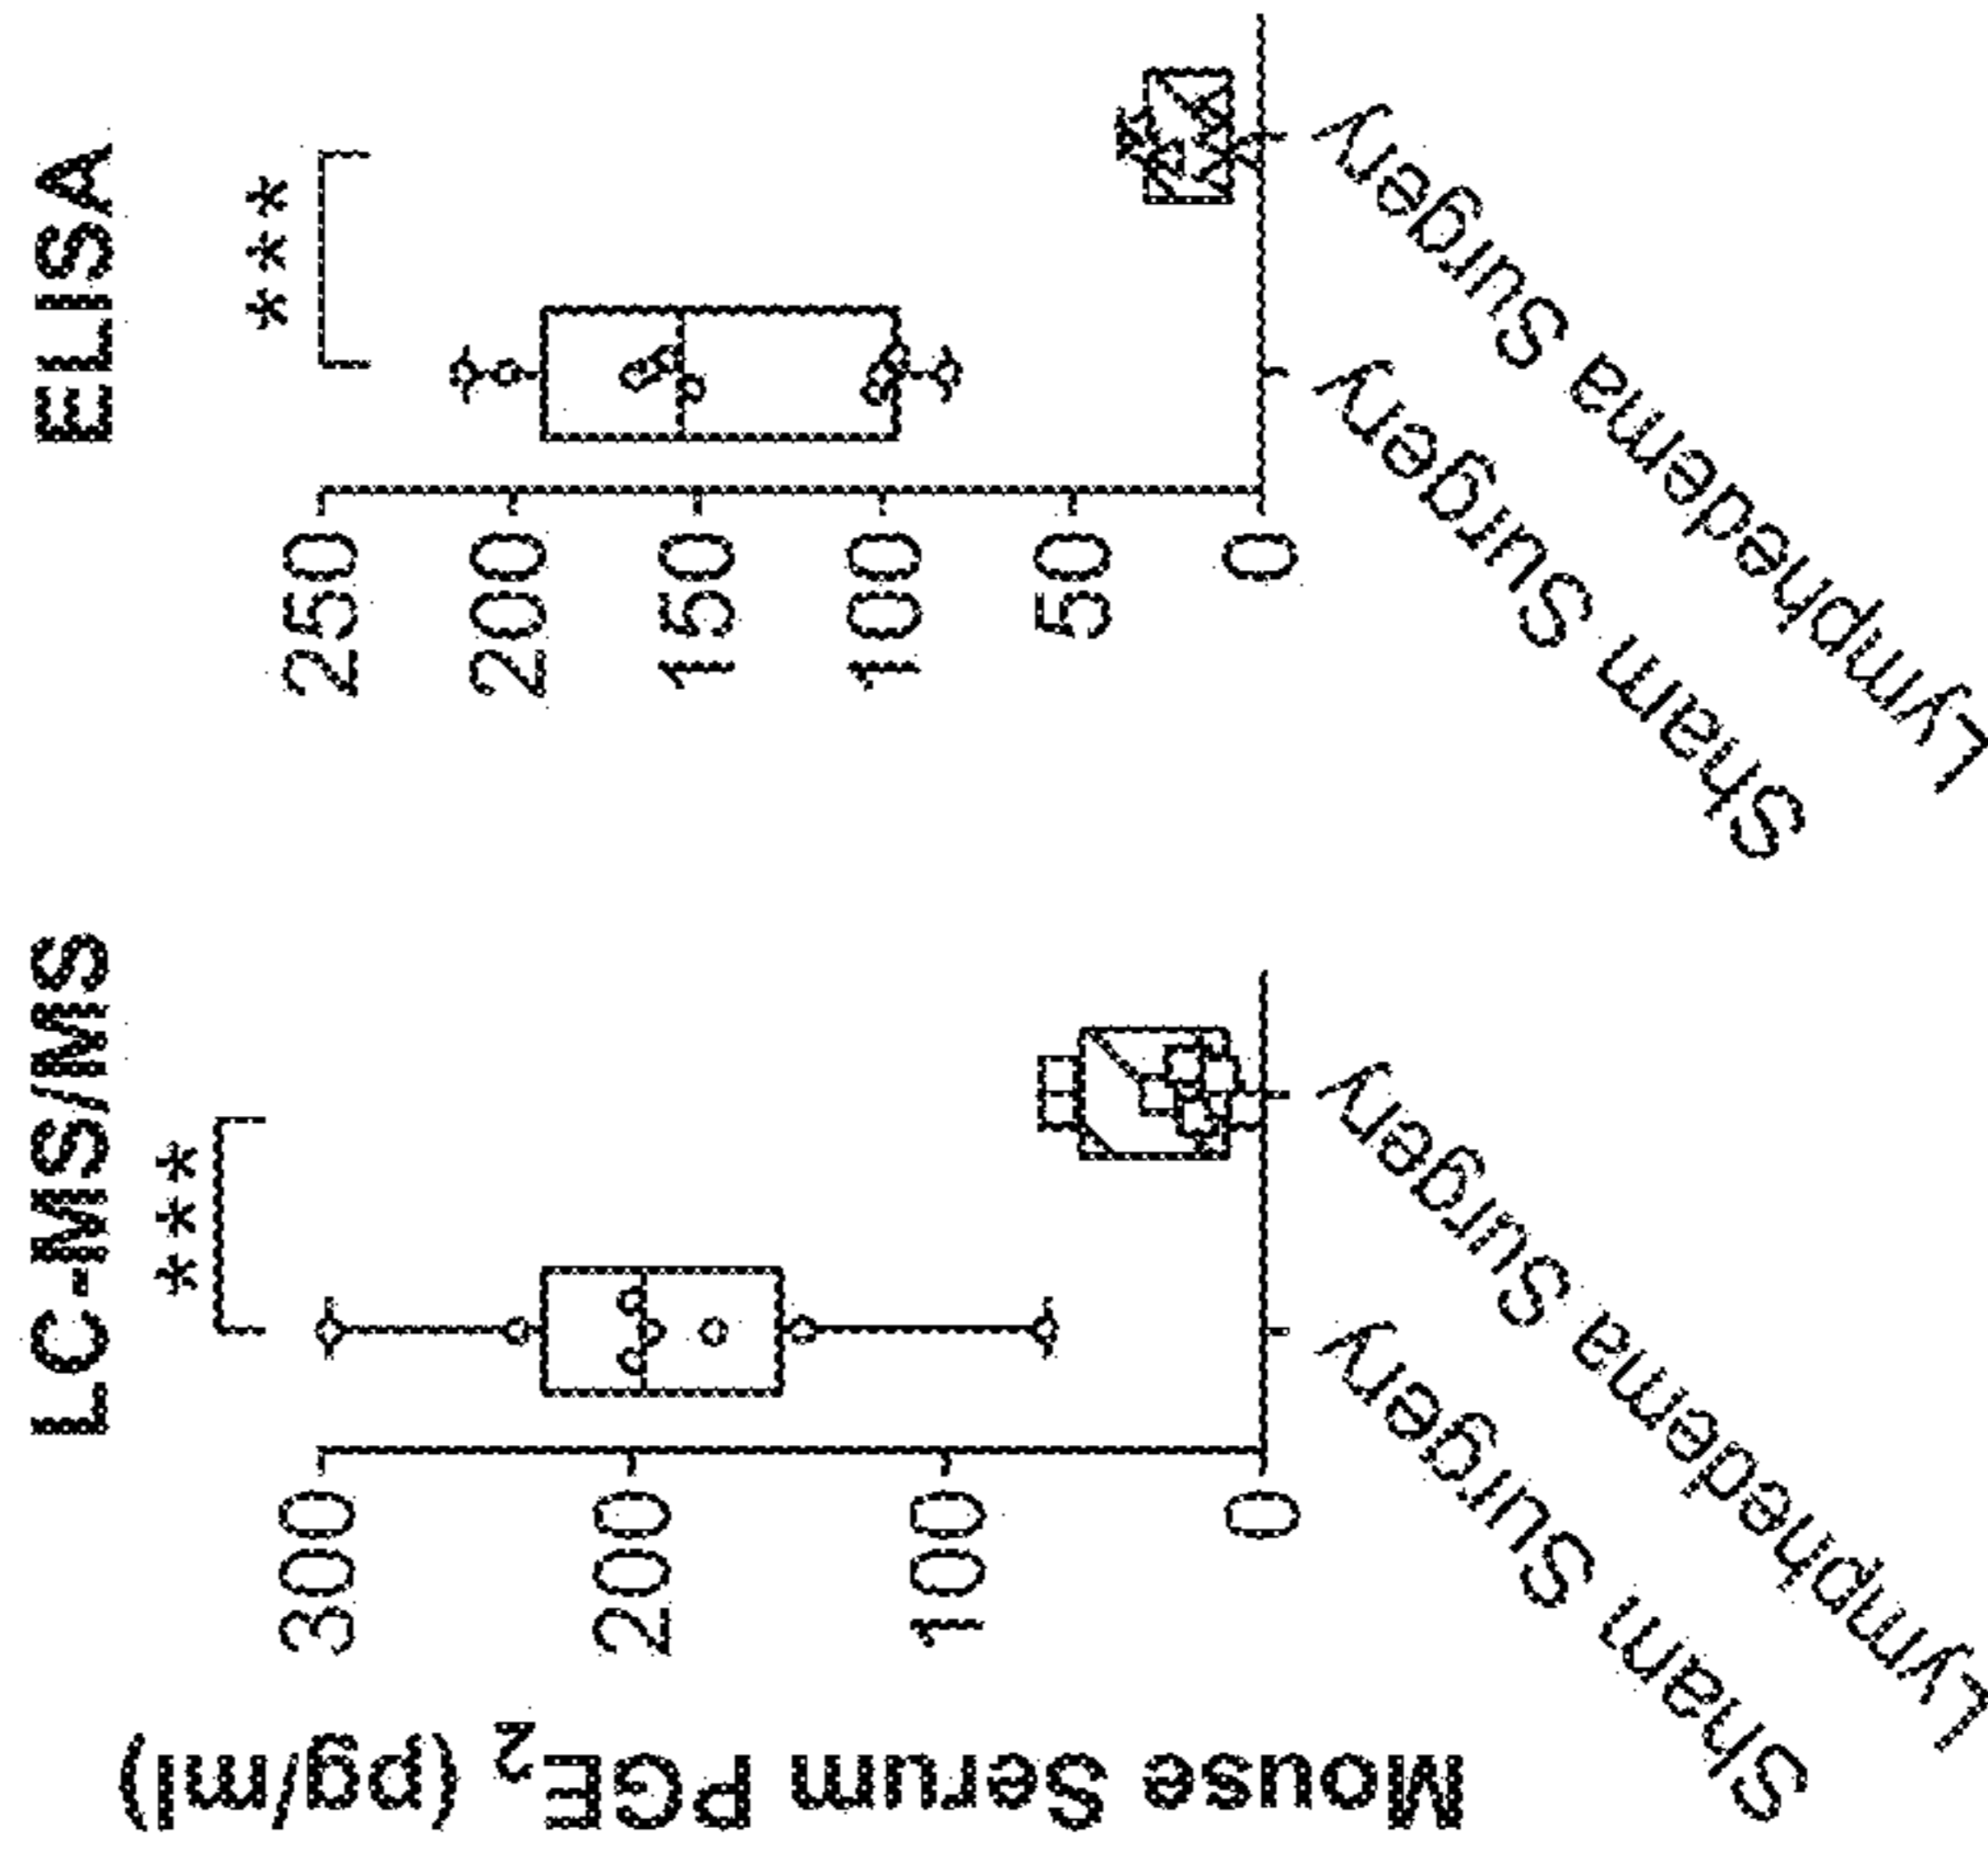 Mouse Serum PGE₂ (pg/ml)
LC-MS/MS
***
300
200
100
0
Sham Surgery
Lymphedema Surgery
ELISA
***
250
200
150
100
50
0
Sham Surgery
Lymphedema Surgery